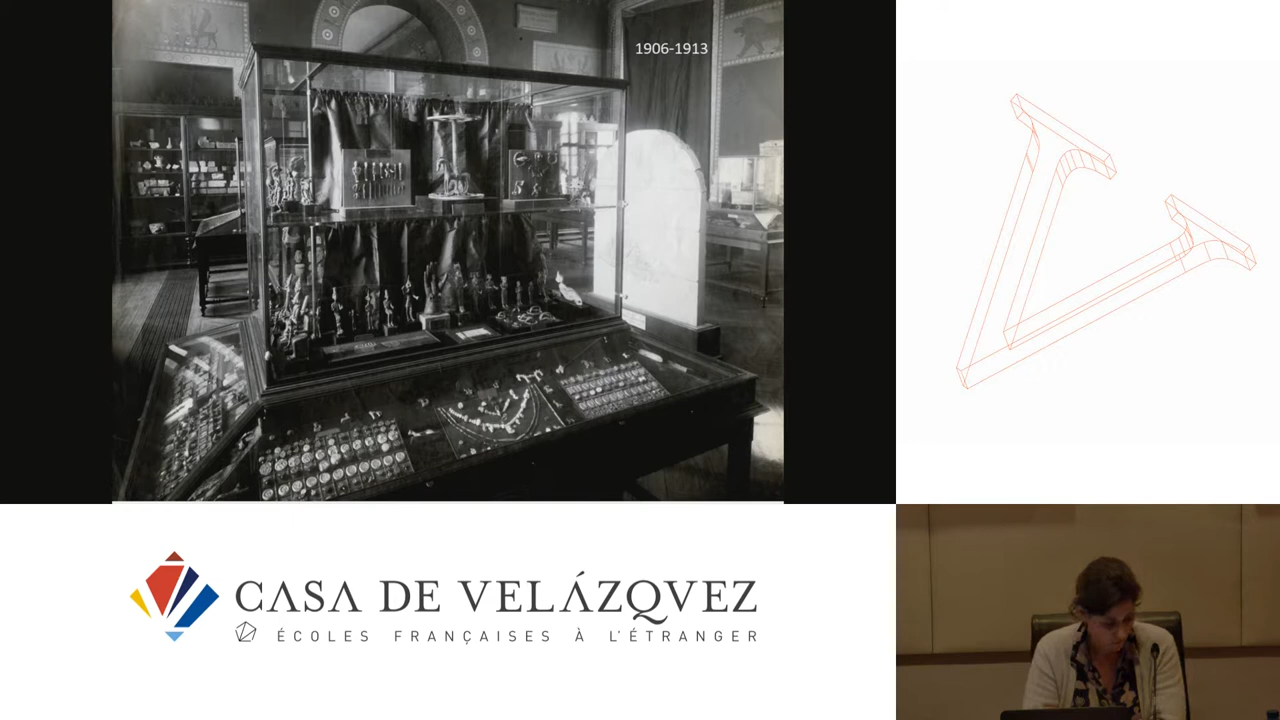 1906-1913
CASA DE VELÁZQVEZ
ÉCOLES FRANÇAISES À L'ÉTRANGER